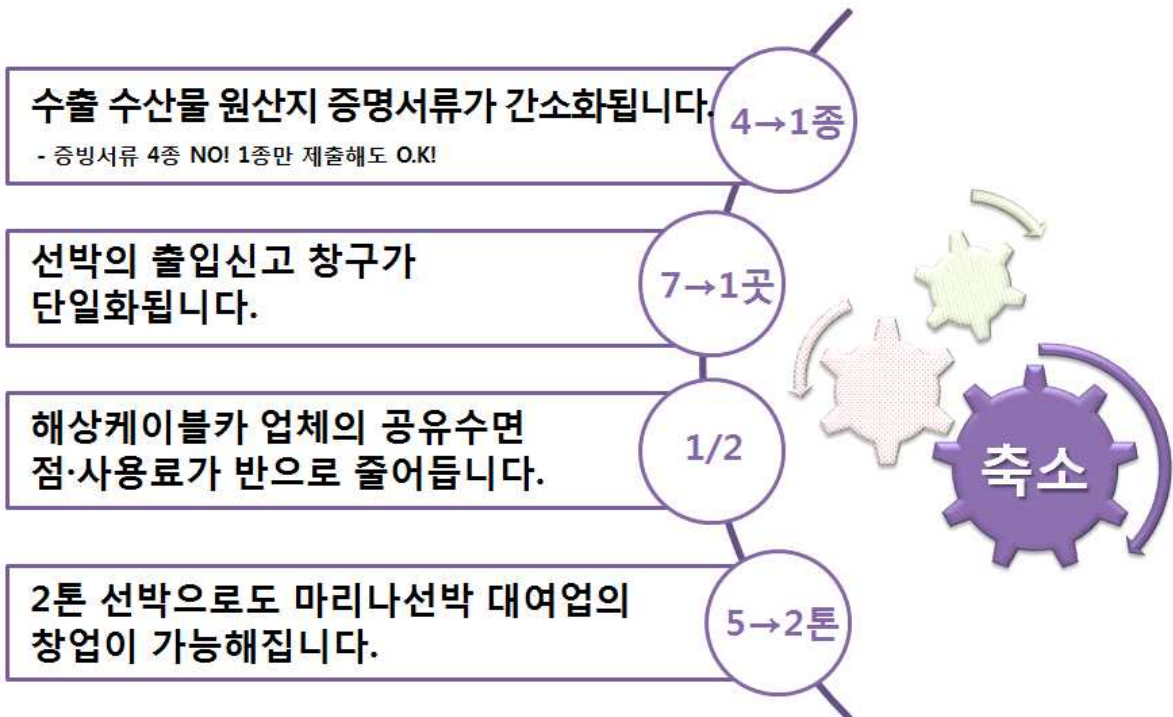 수출 수산물 원산지 증명서류가 간소화됩니다.
- 증빙서류 4종 NO! 1종만 제출해도 O.K!
4→1종
선박의 출입신고 창구가
단일화됩니다.
7→1곳
해상케이블카 업체의 공유수면
점·사용료가 반으로 줄어듭니다.
1/2
2톤 선박으로도 마리나선박 대여업의
창업이 가능해집니다.
5→2톤
축소